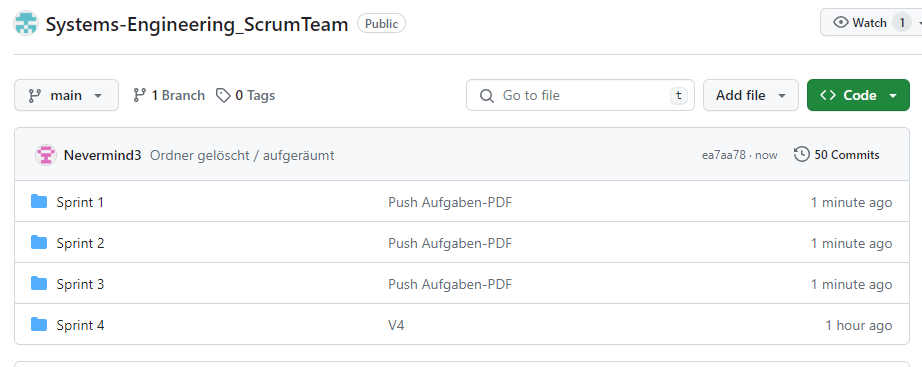 Systems-Engineering_ScrumTeam Public Watch 1
main 1 Branch 0 Tags Go to file t Add file Code
Nevermind3 Ordner gelöscht / aufgeräumt ea7aa78 · now 50 Commits
Sprint 1 Push Aufgaben-PDF 1 minute ago
Sprint 2 Push Aufgaben-PDF 1 minute ago
Sprint 3 Push Aufgaben-PDF 1 minute ago
Sprint 4 V4 1 hour ago